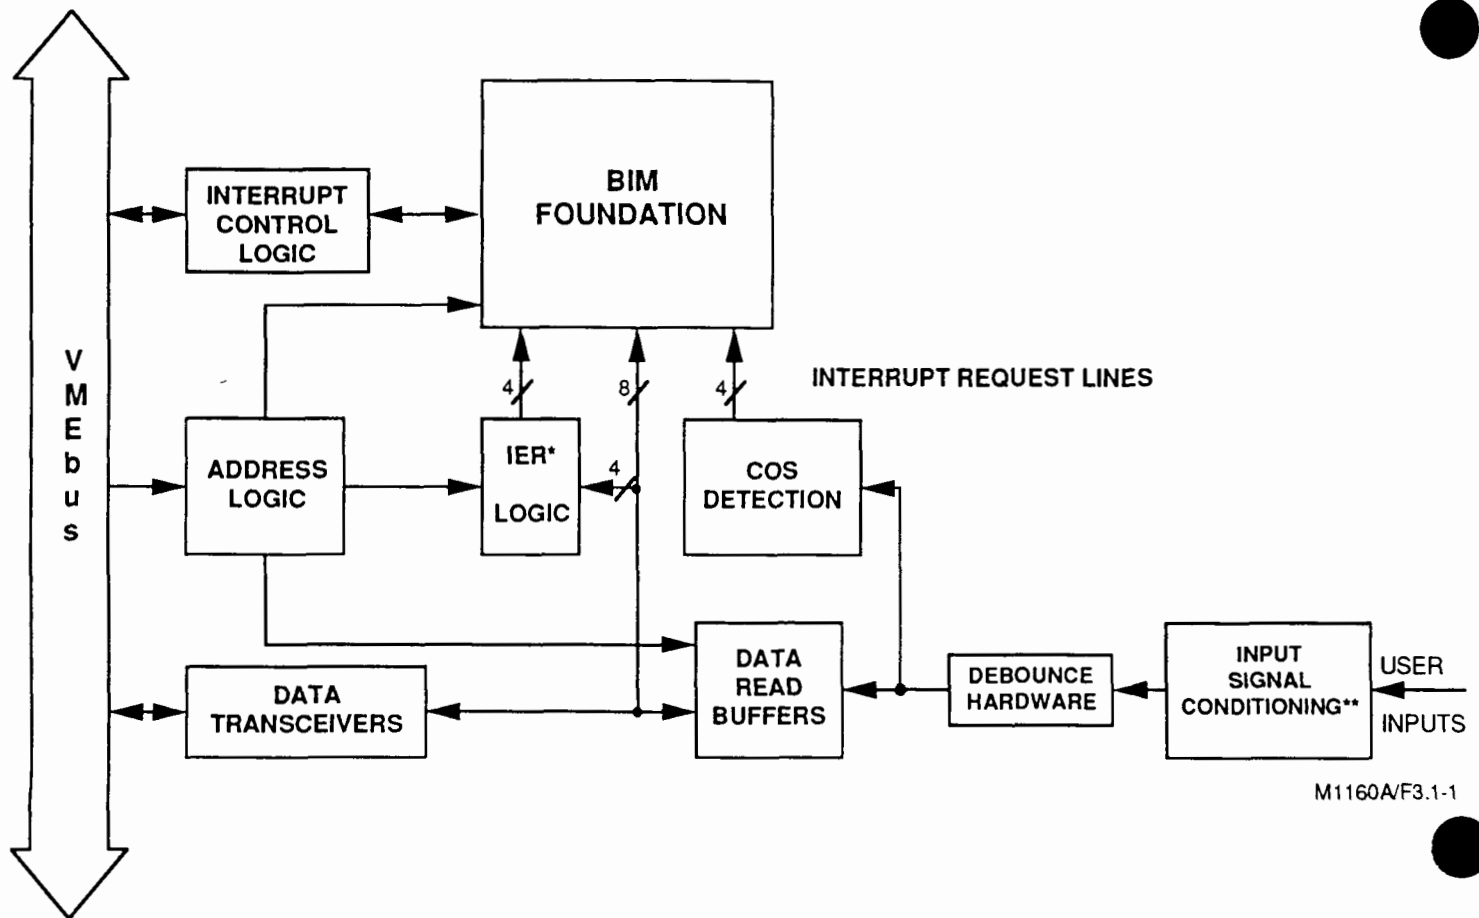 INTERRUPT
CONTROL
LOGIC
BIM
FOUNDATION
VMEbus
4
8
4
INTERRUPT REQUEST LINES
ADDRESS
LOGIC
IER*
LOGIC
4
COS
DETECTION
DATA
TRANSCEIVERS
DATA
READ
BUFFERS
DEBOUNCE
HARDWARE
INPUT
SIGNAL
CONDITIONING**
USER
INPUTS
M1160A/F3.1-1